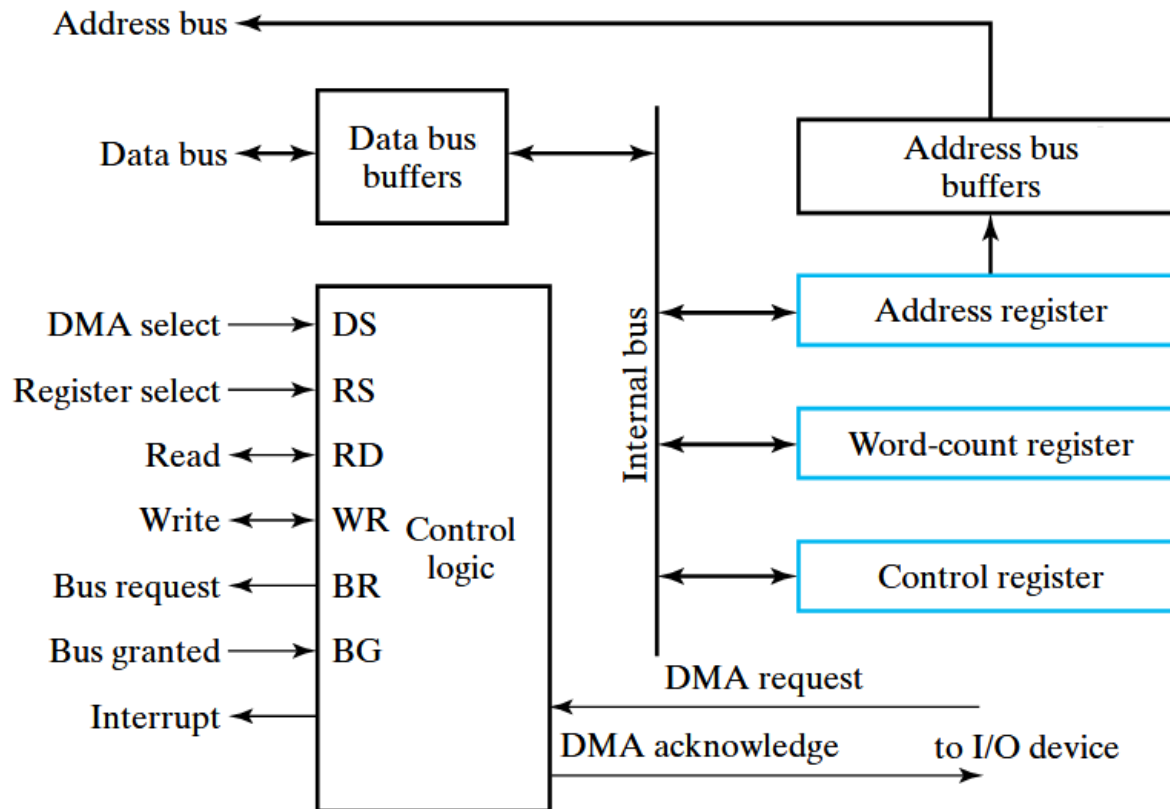 Address bus
Data bus
Data bus
buffers
Address bus
buffers
Internal bus
Address register
Word-count register
Control register
DMA select
DS
Register select
RS
Read
RD
Write
WR
Control
logic
Bus request
BR
Bus granted
BG
Interrupt
DMA request
DMA acknowledge
to I/O device